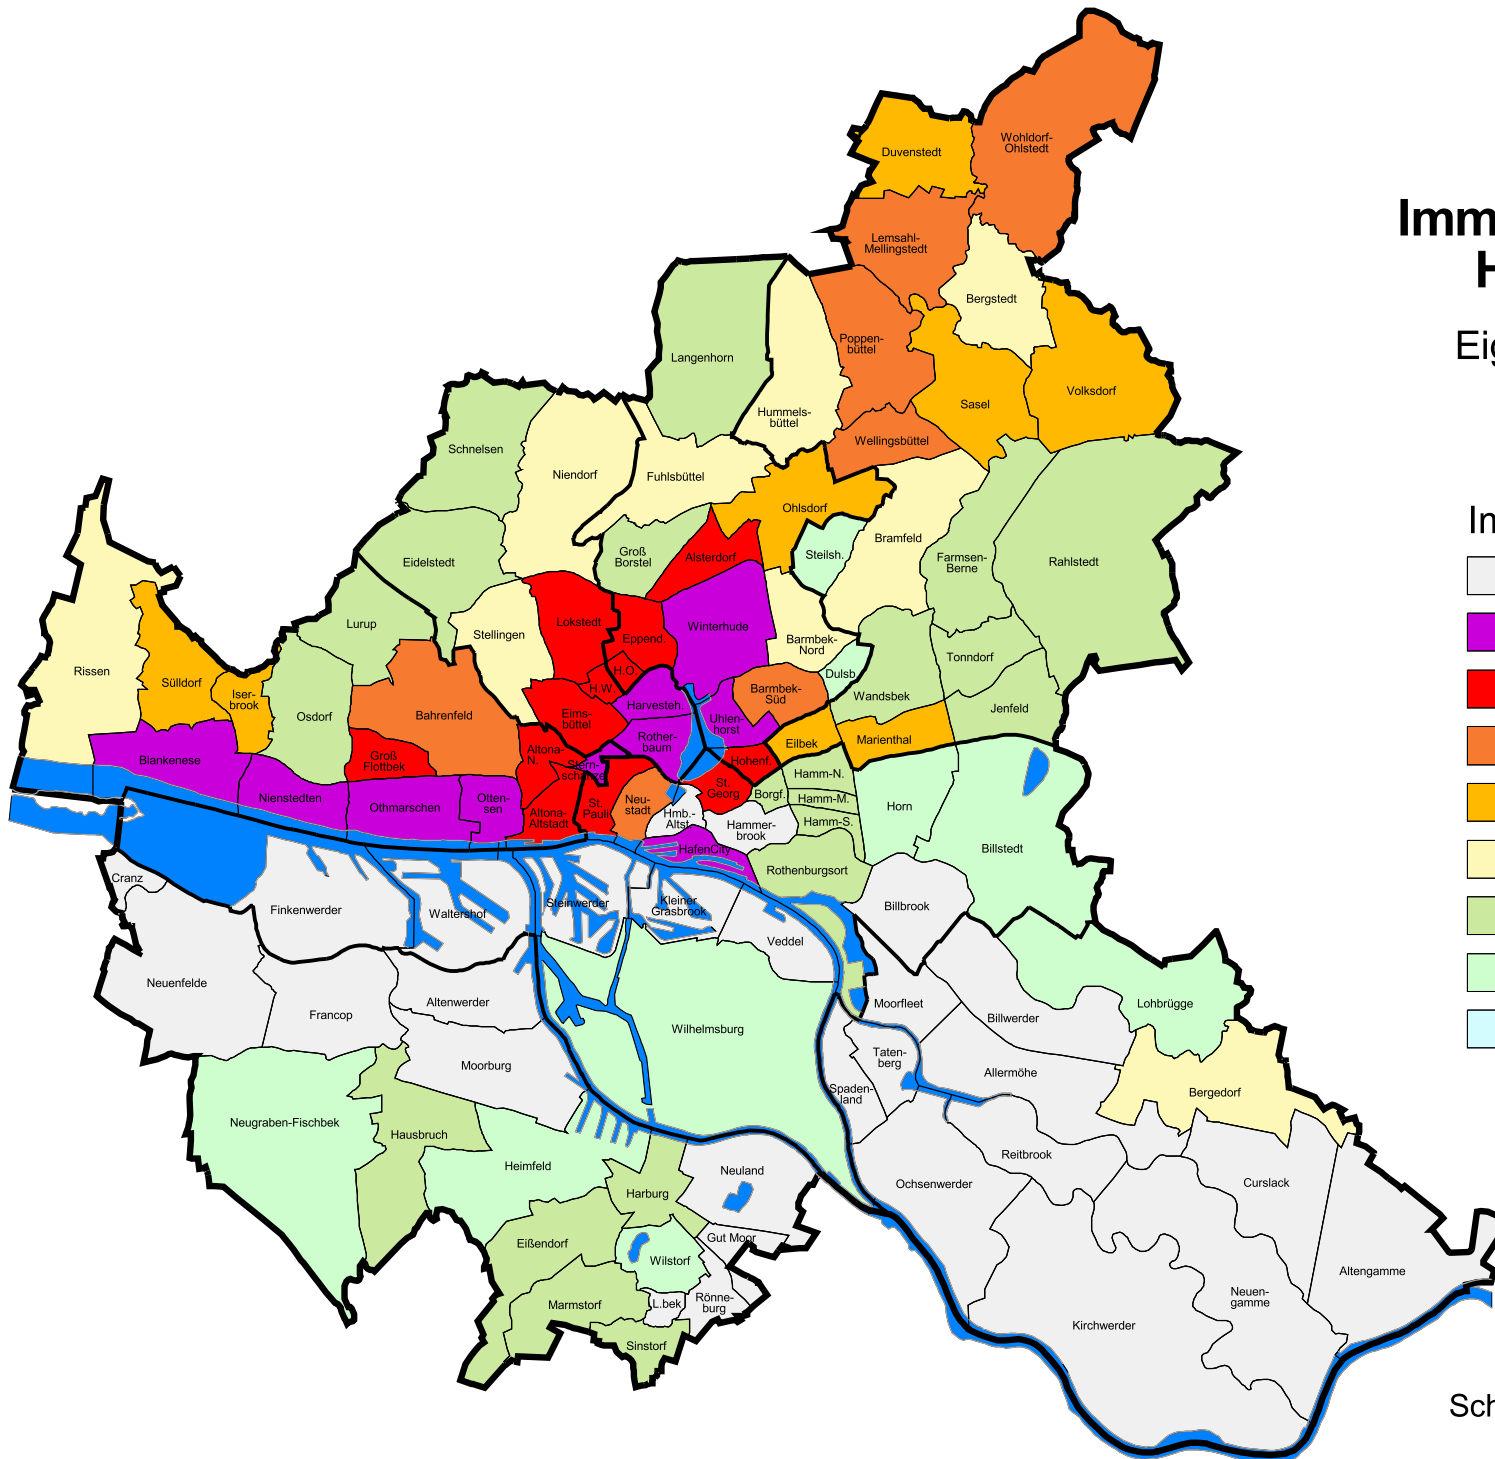 Wohldorf-
Ohlstedt
Duvenstedt
Imm
H
Lemsahl-
Mellingstedt
Bergstedt
Eig
Poppen-
büttel
Langenhorn
Volksdorf
Sasel
Hummels-
büttel
Wellingsbüttel
Schnelsen
Niendorf
Fuhlsbüttel
Ohlsdorf
Im
Bramfeld
Groß
Borstel
Alsterdorf
Steilsh.
Farmsen-
Berne
Rahlstedt
Eidelstedt
Lurup
Stellingen
Lokstedt
Eppend.
Winterhude
Barmbek-
Nord
Tonndorf
Rissen
Sülldorf
Iser-
brook
H.O.
H.W.
Dulsb.
Barmbek-
Süd
Wandsbek
Jenfeld
Osdorf
Bahrenfeld
Eims-
büttel
Harvesteh.
Uhlen-
horst
Rother-
baum
Eilbek
Marienthal
Blankenese
Groß
Flottbek
Altona-
N.
Stern-
schanze
Hohenf.
Hamm-N.
Nienstedten
Othmarschen
Otten-
sen
Altona-
Altstadt
St.
Pauli
Neu-
stadt
St.
Georg
Borgf.
Hamm-M.
Hmb.-
Altst.
Hammer-
brook
Hamm-S.
Horn
Billstedt
HafenCity
Rothenburgsort
Cranz
Finkenwerder
Waltershof
Steinwerder
Kleiner
Grasbrook
Billbrook
Veddel
Neuenfelde
Francop
Altenwerder
Moorfleet
Billwerder
Lohbrügge
Wilhelmsburg
Moorburg
Taten-
berg
Allermöhe
Spaden-
land
Bergedorf
Neugraben-Fischbek
Hausbruch
Heimfeld
Neuland
Reitbrook
Ochsenwerder
Curslack
Harburg
Eißendorf
Gut Moor
Wilstorf
Altengamme
Marmstorf
L.bek
Rönne-
burg
Neuen-
gamme
Kirchwerder
Sinstorf
Sch